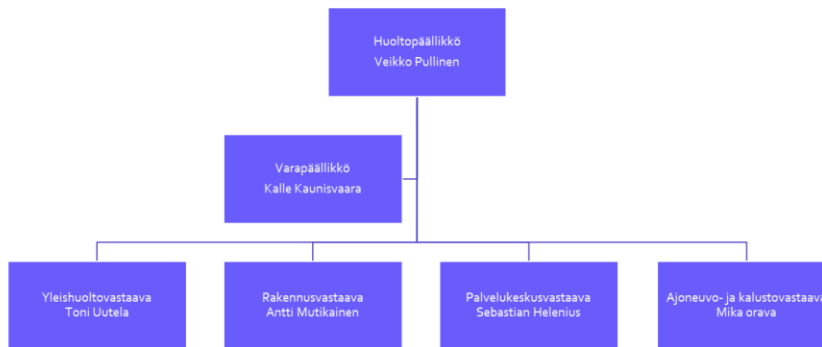 Huoltopäällikkö
Veikko Pullinen
Varapäällikkö
Kalle Kaunisvaara
Yleishuoltovastaava
Toni Uutela
Rakennusvastaava
Antti Mutikainen
Palvelukeskusvastaava
Sebastian Helenius
Ajoneuvo- ja kalustovastaava
Mika orava